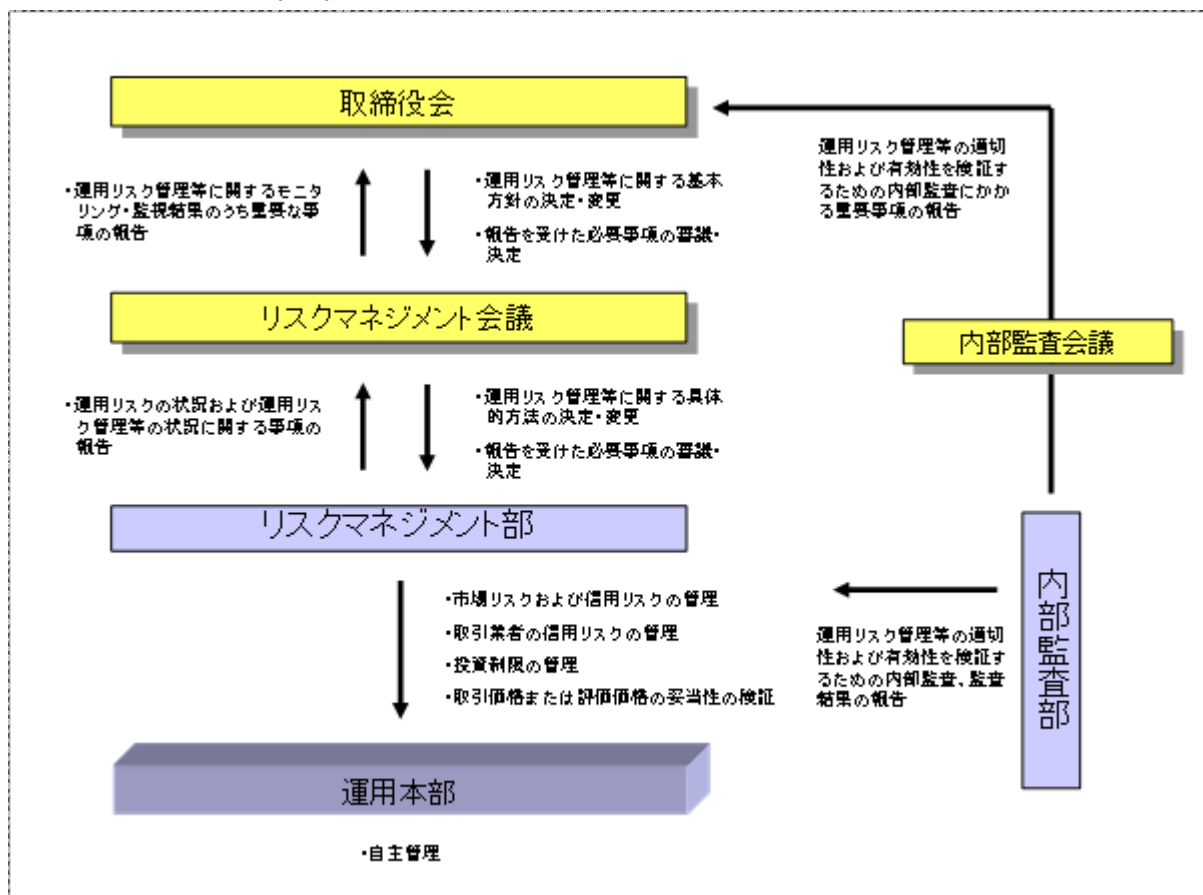 取締役会
・運用リスク管理等に関するモニ
タリング・監視結果のうち重要な事
項の報告
・運用リスク管理等に関する基本
方針の決定・変更
・報告を受けた必要事項の審議・
決定
運用リスク管理等の適切
性および有効性を検証す
るための内部監査にかか
る重要事項の報告
リスクマネジメント会議
内部監査会議
・運用リスクの状況および運用リス
ク管理等の状況に関する事項の
報告
・運用リスク管理等に関する具体
的方法の決定・変更
・報告を受けた必要事項の審議・
決定
リスクマネジメント部
・市場リスクおよび信用リスクの管理
・取引業者の信用リスクの管理
・投資制限の管理
・取引価格または評価価格の妥当性の検証
運用リスク管理等の適切
性および有効性を検証す
るための内部監査、監査
結果の報告
内部監査部
運用本部
・自主管理